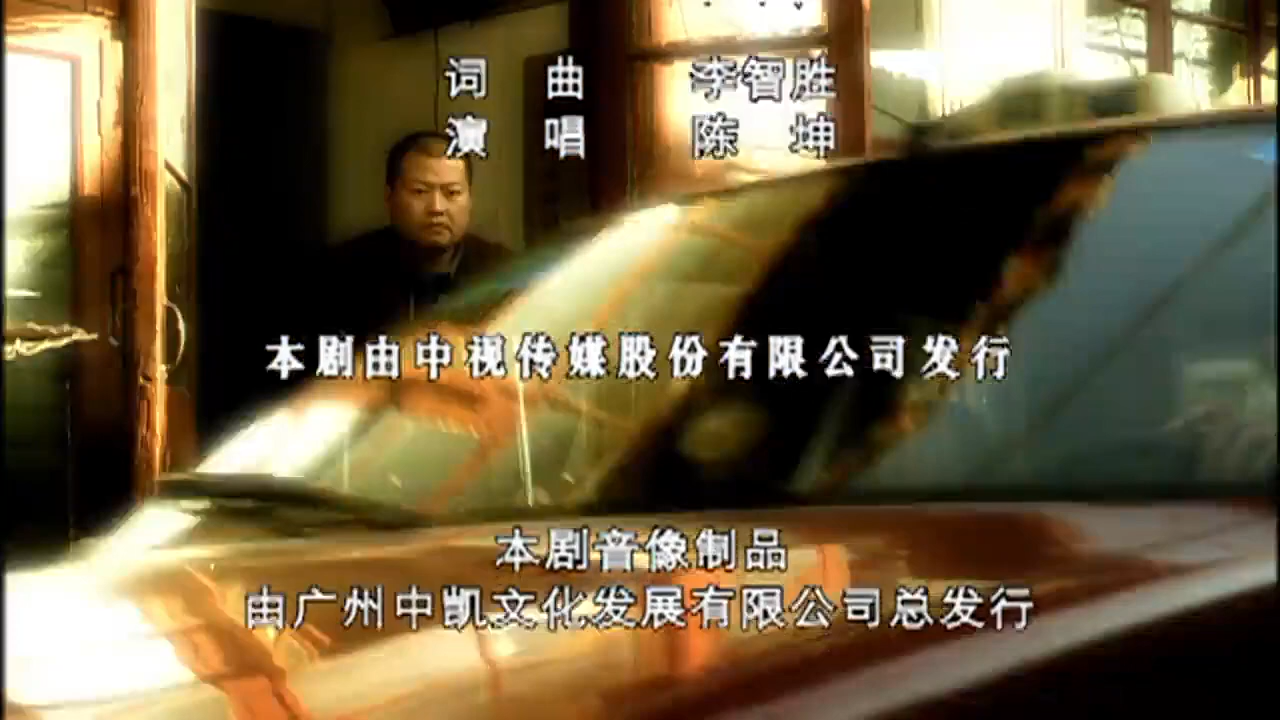 词 曲 李智胜
演 唱 陈 坤
本剧由中视传媒股份有限公司发行
本剧音像制品
由广州中凯文化发展有限公司总发行